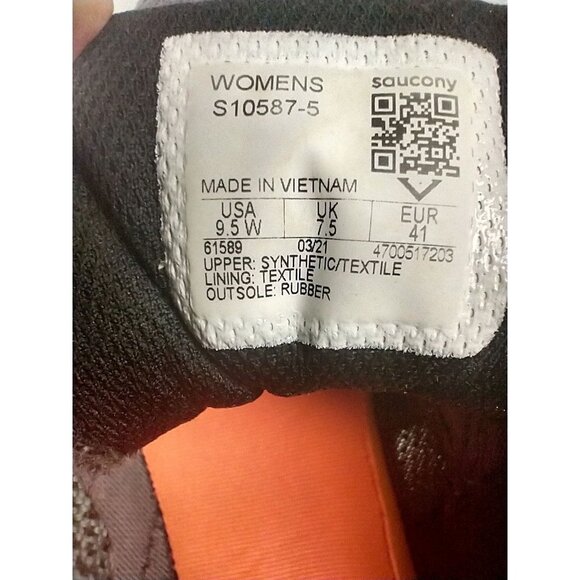 WOMENS
saucony
S10587-5
MADE IN VIETNAM
USA UK EUR
9.5 W 7.5 41
61589 03/21 4700517203
UPPER: SYNTHETIC/TEXTILE
LINING: TEXTILE
OUTSOLE: RUBBER